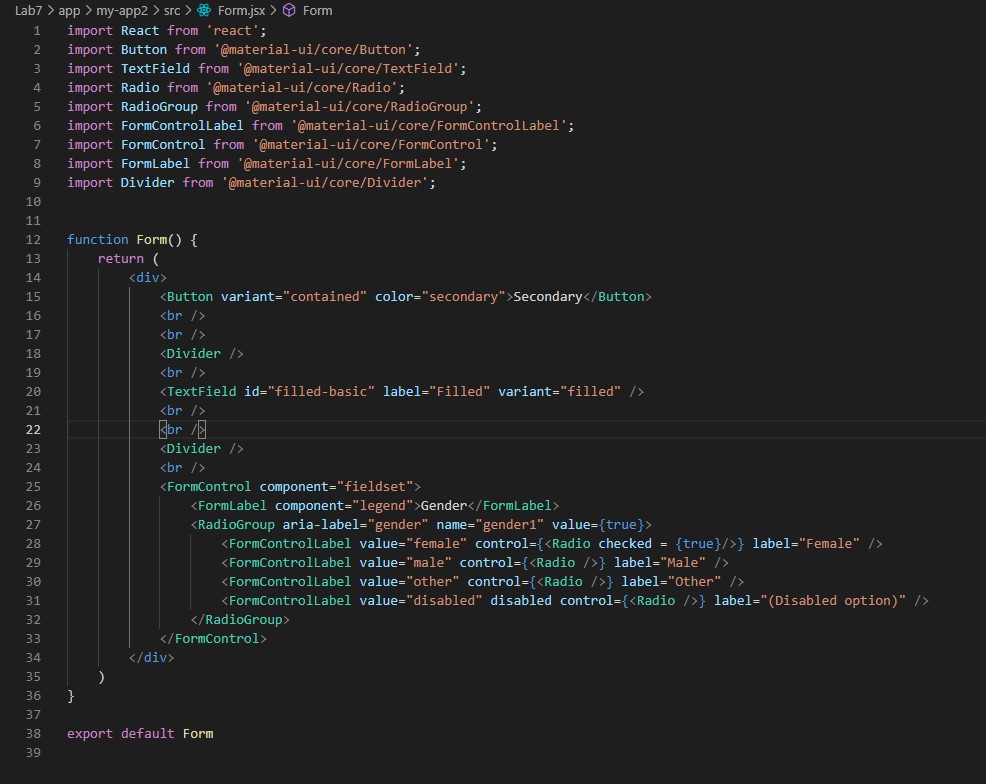 Lab7 > app > my-app2 > src > Form.jsx > Form
1 import React from 'react';
2 import Button from '@material-ui/core/Button';
3 import TextField from '@material-ui/core/TextField';
4 import Radio from '@material-ui/core/Radio';
5 import RadioGroup from '@material-ui/core/RadioGroup';
6 import FormControlLabel from '@material-ui/core/FormControlLabel';
7 import FormControl from '@material-ui/core/FormControl';
8 import FormLabel from '@material-ui/core/FormLabel';
9 import Divider from '@material-ui/core/Divider';
10
11
12 function Form() {
13     return (
14         <div>
15             <Button variant="contained" color="secondary">Secondary</Button>
16             <br />
17             <br />
18             <Divider />
19             <br />
20             <TextField id="filled-basic" label="Filled" variant="filled" />
21             <br />
22             <br />
23             <Divider />
24             <br />
25             <FormControl component="fieldset">
26                 <FormLabel component="legend">Gender</FormLabel>
27                 <RadioGroup aria-label="gender" name="gender1" value={true}>
28                     <FormControlLabel value="female" control={<Radio checked = {true}/>} label="Female" />
29                     <FormControlLabel value="male" control={<Radio />} label="Male" />
30                     <FormControlLabel value="other" control={<Radio />} label="Other" />
31                     <FormControlLabel value="disabled" disabled control={<Radio />} label="(Disabled option)" />
32                 </RadioGroup>
33             </FormControl>
34         </div>
35     )
36 }
37
38 export default Form
39